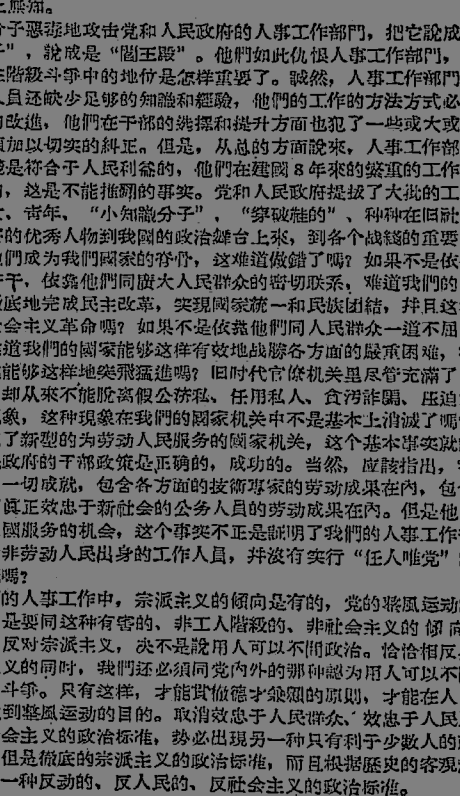 上無知。
分子惡毒地攻击党和人民政府的人事工作部門，把它說成
"，說成是"閻王殿"。他們如此仇恨人事工作部門，
在階級斗爭中的地位是怎样重要了。誠然，人事工作部門
人員还缺少足够的知識和經驗，他們的工作的方法方式必
的改進，他們在干部的选擇和提升方面也犯了一些或大或
須加以切实的糾正。但是，从总的方面說來，人事工作部
竟是符合于人民利益的，他們在建國8年來的繁重的工作
的，这是不能推翻的事实。党和人民政府提拔了大批的工
女、青年，"小知識分子"，"穿破鞋的"、种种在旧社
的优秀人物到我國的政治舞台上來，到各个战綫的重要
他們成为我們國家的脊骨，这难道做錯了嗎？如果不是依
干，依靠他們同廣大人民群众的密切联系，难道我們的
底地完成民主改革，实現國家統一和民族团結，幷且这
会主义革命嗎？如果不是依靠他們同人民群众一道不屈
难道我們的國家能够这样有效地战勝各方面的嚴重困难，
能够这样地突飛猛進嗎？旧时代官僚机关里尽管充滿了
却从來不能脫离假公济私、任用私人、貪污詐騙、压迫
象，这种現象在我們的國家机关中不是基本上消滅了嗎
了新型的为劳动人民服务的國家机关，这个基本事实就
政府的干部政策是正确的，成功的。当然，应該指出，
一切成就，包含各方面的技術專家的劳动成果在內，包
真正效忠于新社会的公务人員的劳动成果在內。但是他
國服务的机会，这个事实不正是証明了我們的人事工作
非劳动人民出身的工作人員，幷沒有实行"任人唯党"
嗎？
的人事工作中，宗派主义的傾向是有的，党的整風运动
是要同这种有害的、非工人階級的、非社会主义的傾向
反对宗派主义，决不是說用人可以不問政治。恰恰相反
义的同时，我們还必須同党內外的那种認为用人可以不
斗爭。只有这样，才能貫徹德才兼顧的原則，才能在人
到整風运动的目的。取消效忠于人民群众、效忠于人民
会主义的政治标准，势必出現另一种只有利于少数人的
但是徹底的宗派主义的政治标准，而且根据歷史的客观
一种反动的、反人民的、反社会主义的政治标准。